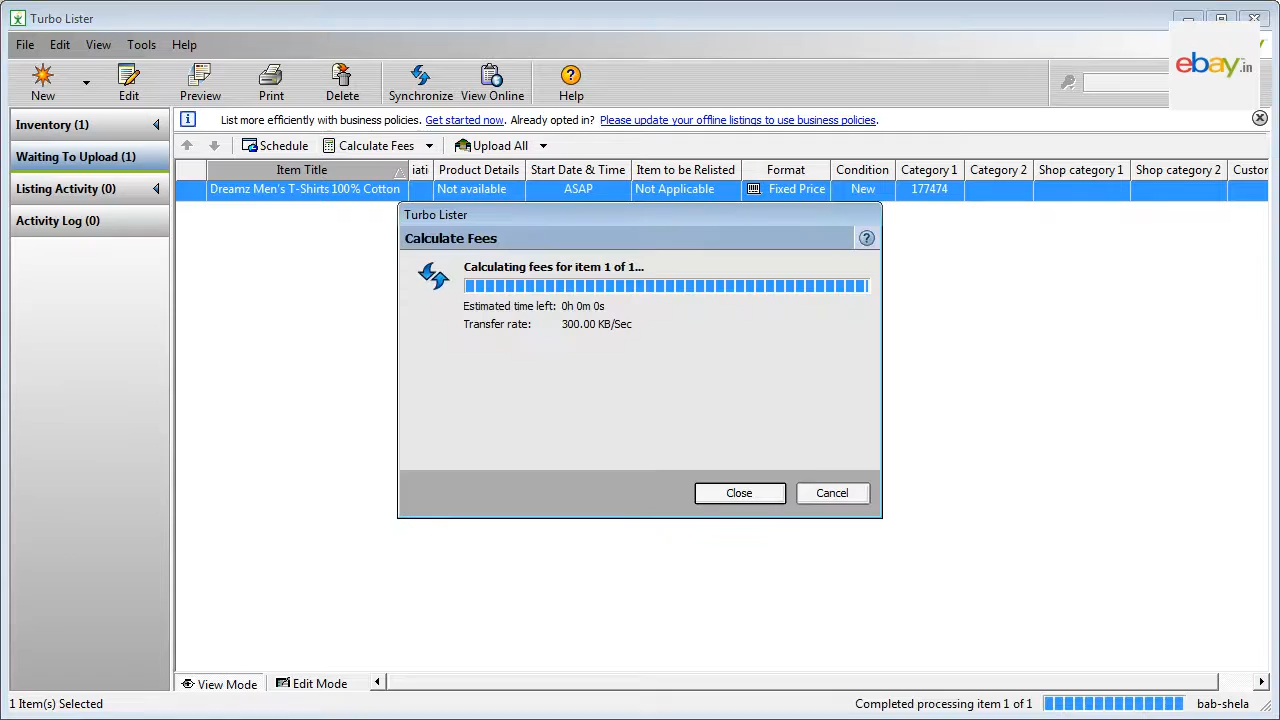 Turbo Lister
File Edit View Tools Help
ebay.in
New Edit Preview Print Delete Synchronize View Online Help
List more efficiently with business policies. Get started now. Already opted in? Please update your offline listings to use business policies.
Inventory (1)
Waiting To Upload (1)
Listing Activity (0)
Activity Log (0)
Schedule Calculate Fees Upload All
Item Title iati Product Details Start Date & Time Item to be Relisted Format Condition Category 1 Category 2 Shop category 1 Shop category 2 Custor
Dreamz Men's T-Shirts 100% Cotton Not available ASAP Not Applicable Fixed Price New 177474
Turbo Lister
Calculate Fees
Calculating fees for item 1 of 1...
Estimated time left: 0h 0m 0s
Transfer rate: 300.00 KB/Sec
Close Cancel
View Mode Edit Mode
1 Item(s) Selected Completed processing item 1 of 1 bab-shela